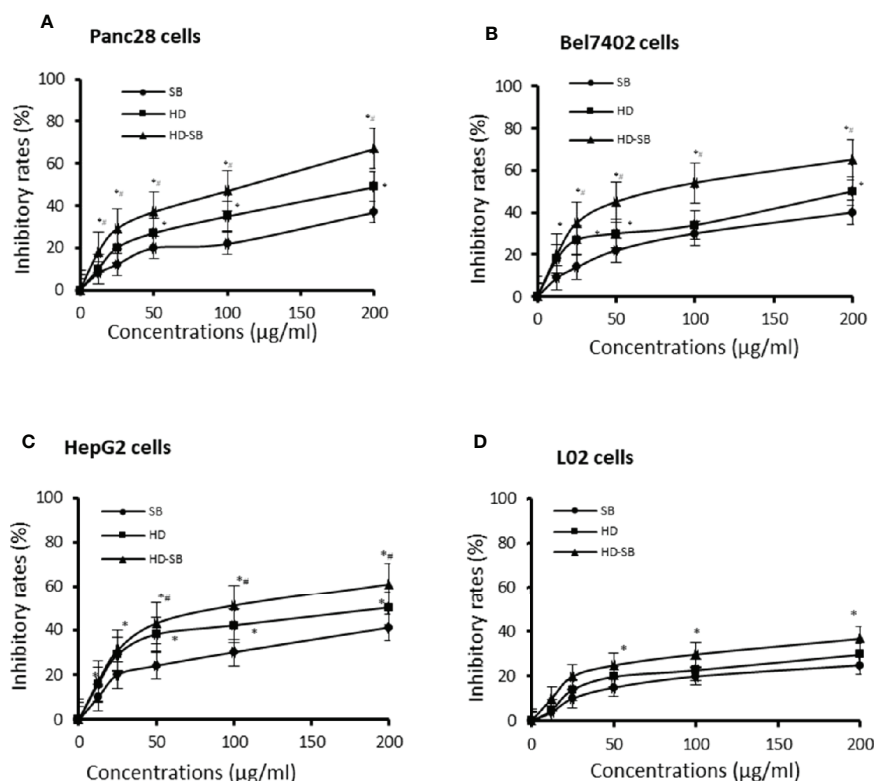 A
Panc28 cells
Inhibitory rates (%)
100
80
60
40
20
0
SB
HD
HD-SB
*#
*#
*#
*#
*#
*
*
*
0
50
100
150
200
Concentrations (μg/ml)
B
Bel7402 cells
Inhibitory rates (%)
100
80
60
40
20
0
SB
HD
HD-SB
*
*#
*#
*#
*#
*
*
*
0
50
100
150
200
Concentrations (μg/ml)
C
HepG2 cells
Inhibitory rates (%)
100
80
60
40
20
0
SB
HD
HD-SB
*
*
*#
*#
*#
*
*
*
0
50
100
150
200
Concentrations (μg/ml)
D
L02 cells
Inhibitory rates (%)
100
80
60
40
20
0
SB
HD
HD-SB
*
*
*
0
50
100
150
200
Concentrations (μg/ml)